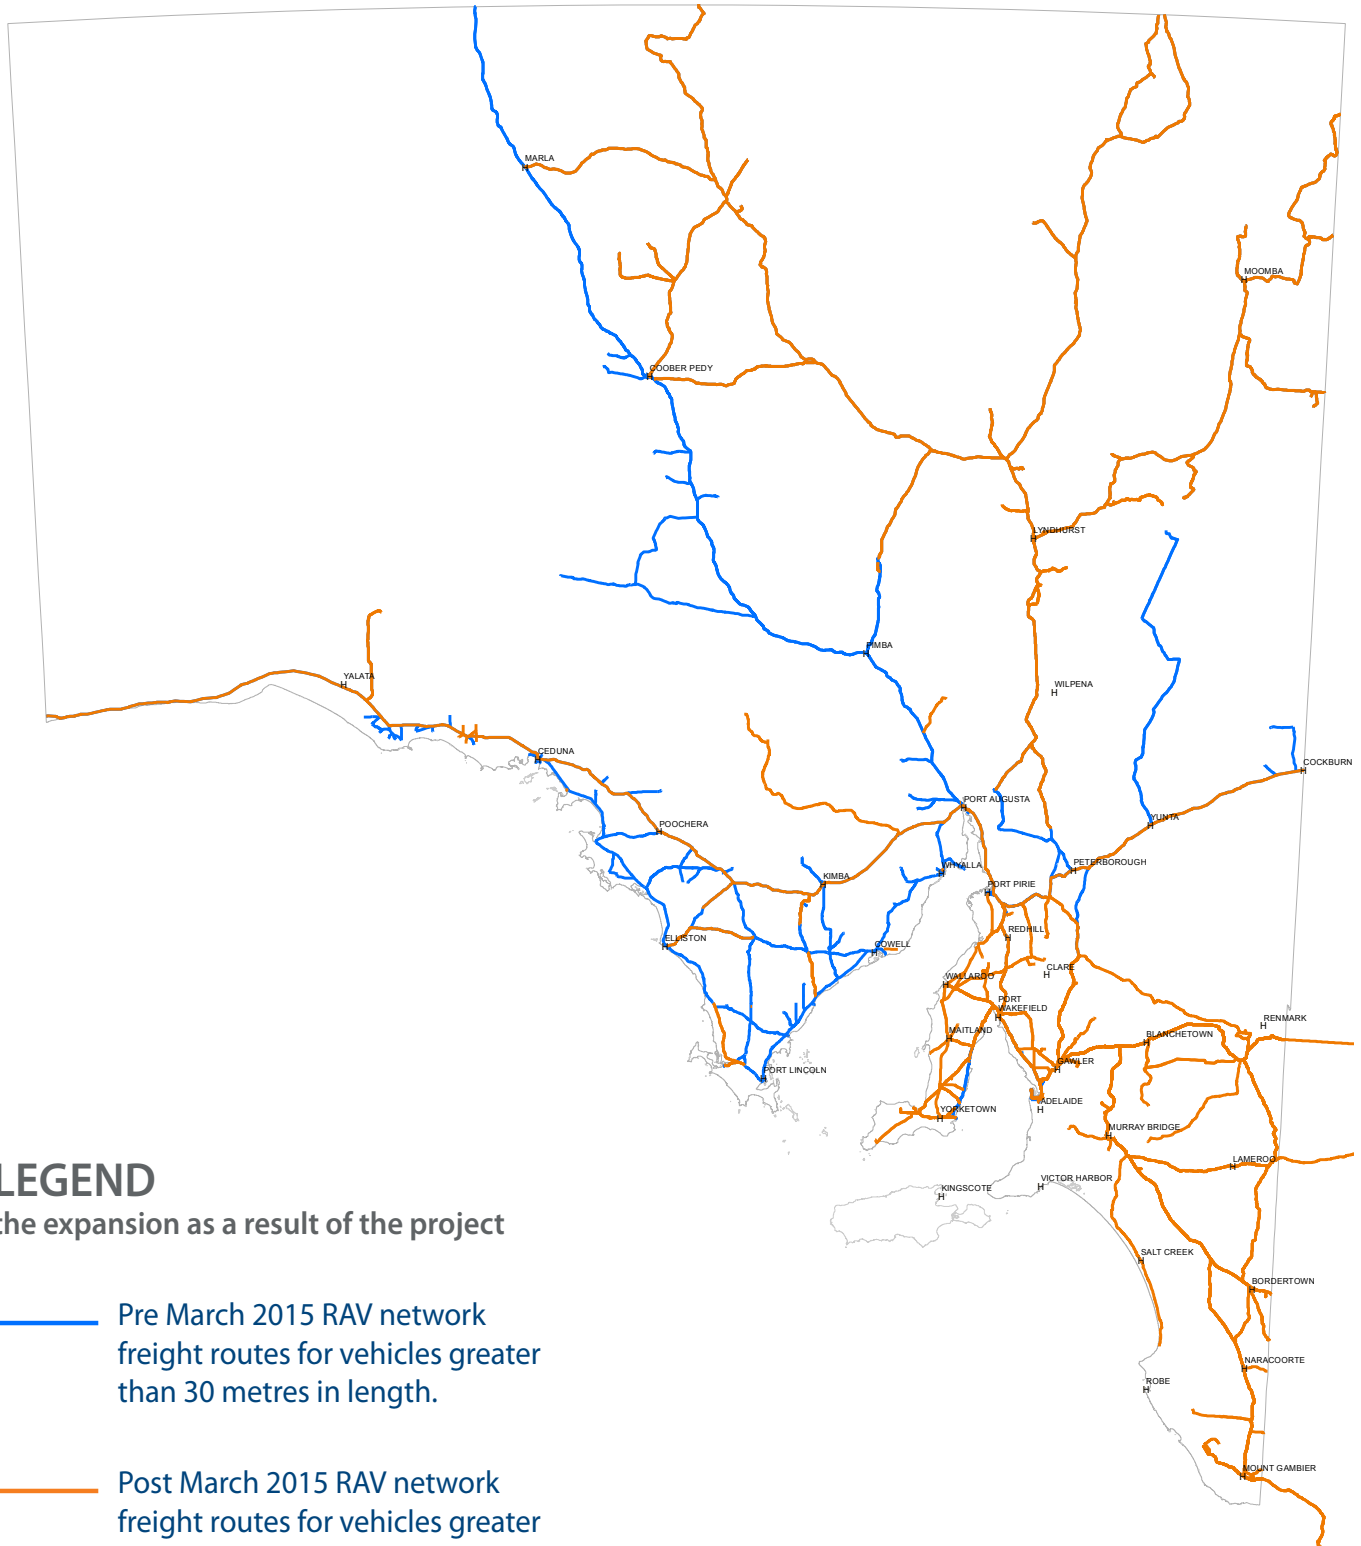 MARLA
MOOMBA
COOBER PEDY
LYNDHURST
PIMBA
YALATA
WILPENA
CEDUNA
COCKBURN
PORT AUGUSTA
POOCHERA
YUNTA
WHYALLA
PETERBOROUGH
KIMBA
PORT PIRIE
ELLISTON
REDHILL
COWELL
CLARE
WALLAROO
PORT
WAKEFIELD
RENMARK
MAITLAND
BLANCHETOWN
GAWLER
PORT LINCOLN
ADELAIDE
YORKETOWN
MURRAY BRIDGE
LAMEROO
KINGSCOTE
VICTOR HARBOR
SALT CREEK
BORDERTOWN
NARACOORTE
ROBE
MOUNT GAMBIER
LEGEND
the expansion as a result of the project
Pre March 2015 RAV network
freight routes for vehicles greater
than 30 metres in length.
Post March 2015 RAV network
freight routes for vehicles greater